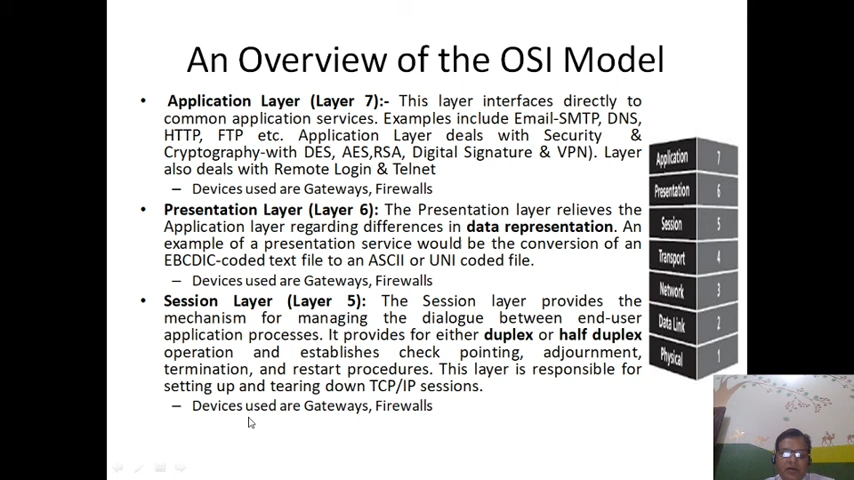 An Overview of the OSI Model
• Application Layer (Layer 7):- This layer interfaces directly to
common application services. Examples include Email-SMTP, DNS,
HTTP, FTP etc. Application Layer deals with Security &
Cryptography-with DES, AES,RSA, Digital Signature & VPN). Layer
also deals with Remote Login & Telnet
– Devices used are Gateways, Firewalls
• Presentation Layer (Layer 6): The Presentation layer relieves the
Application layer regarding differences in data representation. An
example of a presentation service would be the conversion of an
EBCDIC-coded text file to an ASCII or UNI coded file.
– Devices used are Gateways, Firewalls
• Session Layer (Layer 5): The Session layer provides the
mechanism for managing the dialogue between end-user
application processes. It provides for either duplex or half duplex
operation and establishes check pointing, adjournment,
termination, and restart procedures. This layer is responsible for
setting up and tearing down TCP/IP sessions.
– Devices used are Gateways, Firewalls
Application 7
Presentation 6
Session 5
Transport 4
Network 3
Data Link 2
Physical 1